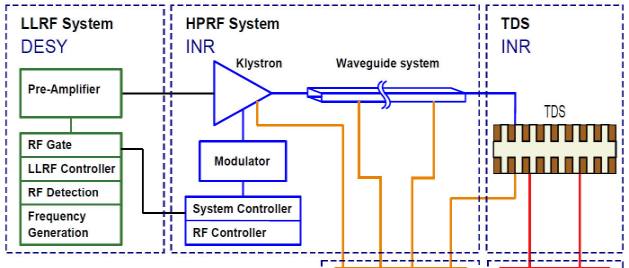 LLRF System
DESY
Pre-Amplifier
RF Gate
LLRF Controller
RF Detection
Frequency
Generation
HPRF System
INR
Klystron
Waveguide system
Modulator
System Controller
RF Controller
TDS
INR
TDS